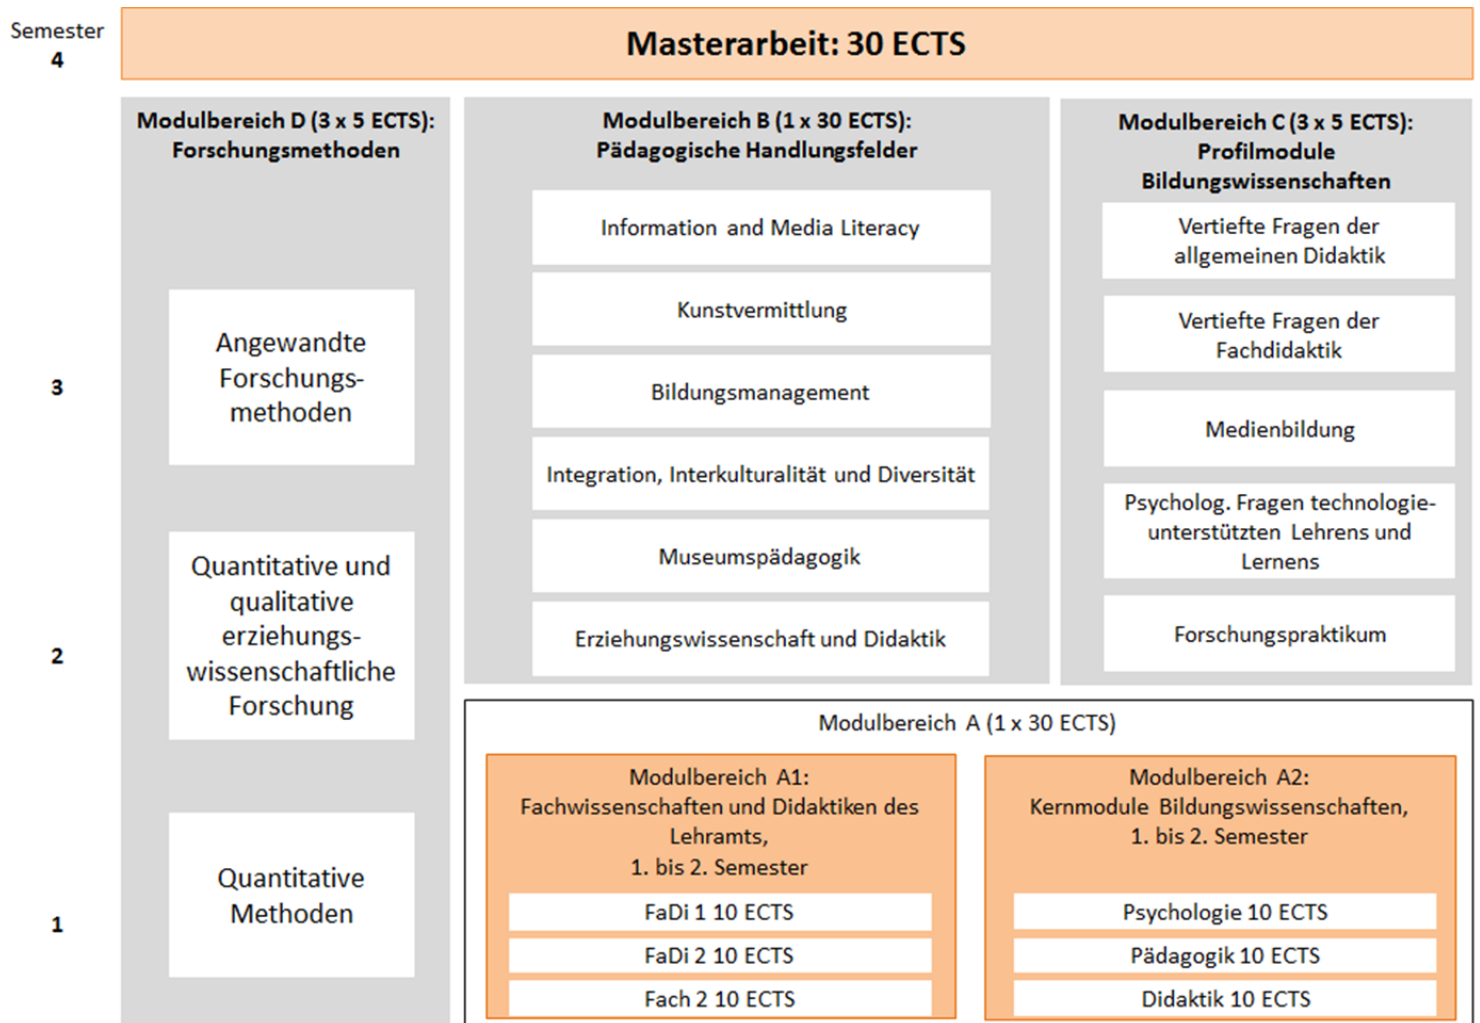 Semester
4
Masterarbeit: 30 ECTS
Modulbereich D (3 x 5 ECTS):
Forschungsmethoden
Angewandte
Forschungs-
methoden
3
Quantitative und
qualitative
erziehungs-
wissenschaftliche
Forschung
2
Quantitative
Methoden
1
Modulbereich B (1 x 30 ECTS):
Pädagogische Handlungsfelder
Information and Media Literacy
Kunstvermittlung
Bildungsmanagement
Integration, Interkulturalität und Diversität
Museumspädagogik
Erziehungswissenschaft und Didaktik
Modulbereich C (3 x 5 ECTS):
Profilmodule
Bildungswissenschaften
Vertiefte Fragen der
allgemeinen Didaktik
Vertiefte Fragen der
Fachdidaktik
Medienbildung
Psycholog. Fragen technologie-
unterstützten Lehrens und
Lernens
Forschungspraktikum
Modulbereich A (1 x 30 ECTS)
Modulbereich A1:
Fachwissenschaften und Didaktiken des
Lehramts,
1. bis 2. Semester
FaDi 1 10 ECTS
FaDi 2 10 ECTS
Fach 2 10 ECTS
Modulbereich A2:
Kernmodule Bildungswissenschaften,
1. bis 2. Semester
Psychologie 10 ECTS
Pädagogik 10 ECTS
Didaktik 10 ECTS